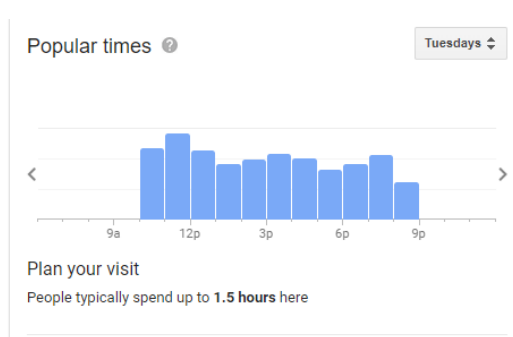 Popular times ?
Tuesdays
9a 12p 3p 6p 9p
Plan your visit
People typically spend up to 1.5 hours here